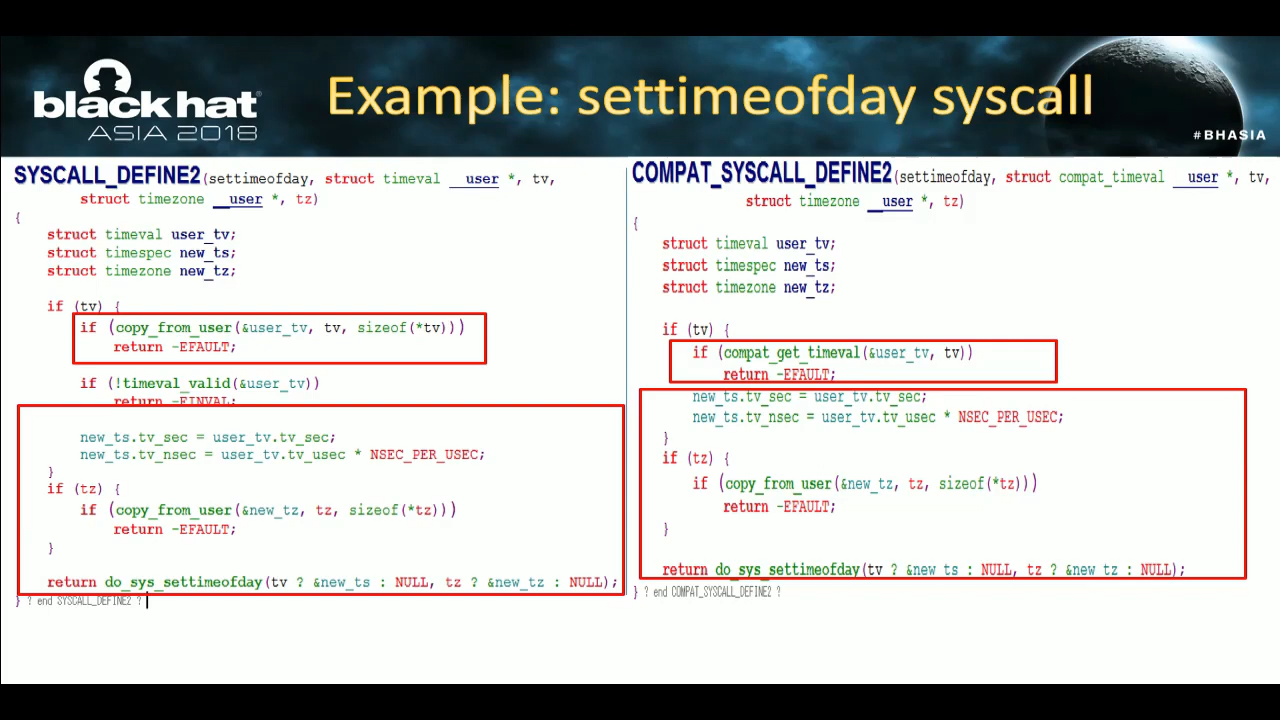 black hat
ASIA 2018
Example: settimeofday syscall
#BHASIA
SYSCALL_DEFINE2(settimeofday, struct timeval __user *, tv,
struct timezone __user *, tz)
{
struct timeval user_tv;
struct timespec new_ts;
struct timezone new_tz;
if (tv) {
if (copy_from_user(&user_tv, tv, sizeof(*tv)))
return -EFAULT;
if (!timeval_valid(&user_tv))
return -EINVAL
new_ts.tv_sec = user_tv.tv_sec;
new_ts.tv_nsec = user_tv.tv_usec * NSEC_PER_USEC;
}
if (tz) {
if (copy_from_user(&new_tz, tz, sizeof(*tz)))
return -EFAULT;
}
return do_sys_settimeofday(tv ? &new_ts : NULL, tz ? &new_tz : NULL);
} ? end SYSCALL_DEFINE2 ?
COMPAT_SYSCALL_DEFINE2(settimeofday, struct compat_timeval __user *, tv,
struct timezone __user *, tz)
{
struct timeval user_tv;
struct timespec new_ts;
struct timezone new_tz;
if (tv) {
if (compat_get_timeval(&user_tv, tv))
return -EFAULT;
new_ts.tv_sec = user_tv.tv_sec;
new_ts.tv_nsec = user_tv.tv_usec * NSEC_PER_USEC;
}
if (tz) {
if (copy_from_user(&new_tz, tz, sizeof(*tz)))
return -EFAULT;
}
return do_sys_settimeofday(tv ? &new_ts : NULL, tz ? &new_tz : NULL);
} ? end COMPAT_SYSCALL_DEFINE2 ?